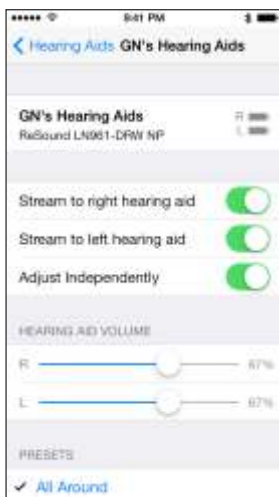 8:41 PM
Hearing Aids GN's Hearing Aids
GN's Hearing Aids R
ReSound LN961-DRW NP L
Stream to right hearing aid
Stream to left hearing aid
Adjust Independently
HEARING AID VOLUME
R 67%
L 67%
PRESETS
All Around